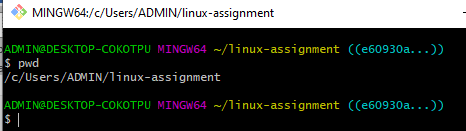 MINGW64:/c/Users/ADMIN/linux-assignment
ADMIN@DESKTOP-COKOTPU MINGW64 ~/linux-assignment ((e60930a...))
$ pwd
/c/Users/ADMIN/linux-assignment
ADMIN@DESKTOP-COKOTPU MINGW64 ~/linux-assignment ((e60930a...))
$